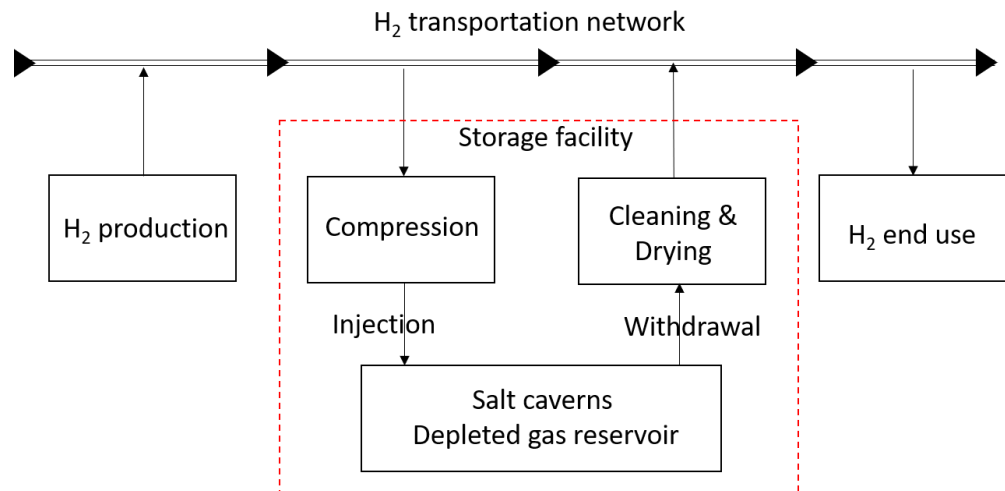 H₂ transportation network
Storage facility
H₂ production
Compression
Cleaning &
Drying
H₂ end use
Injection
Withdrawal
Salt caverns
Depleted gas reservoir